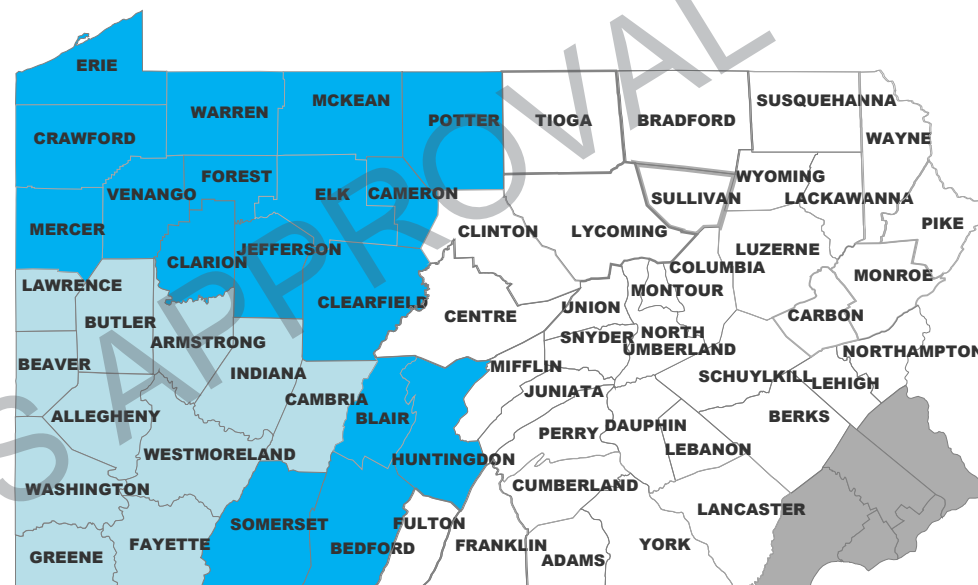 ERIE
WARREN
MCKEAN
POTTER
TIOGA
BRADFORD
SUSQUEHANNA
WAYNE
CRAWFORD
VENANGO
FOREST
ELK
CAMERON
SULLIVAN
WYOMING
LACKAWANNA
PIKE
MERCER
CLARION
JEFFERSON
CLINTON
LYCOMING
COLUMBIA
LUZERNE
MONROE
LAWRENCE
BUTLER
CLEARFIELD
CENTRE
UNION
MONTOUR
CARBON
ARMSTRONG
SNYDER
NORTH
UMBERLAND
NORTHAMPTON
BEAVER
INDIANA
MIFFLIN
SCHUYLKILL
LEHIGH
ALLEGHENY
CAMBRIA
BLAIR
JUNIATA
BERKS
WESTMORELAND
HUNTINGDON
PERRY
DAUPHIN
LEBANON
WASHINGTON
CUMBERLAND
LANCASTER
SOMERSET
FULTON
GREENE
FAYETTE
BEDFORD
FRANKLIN
ADAMS
YORK
S APPROVAL